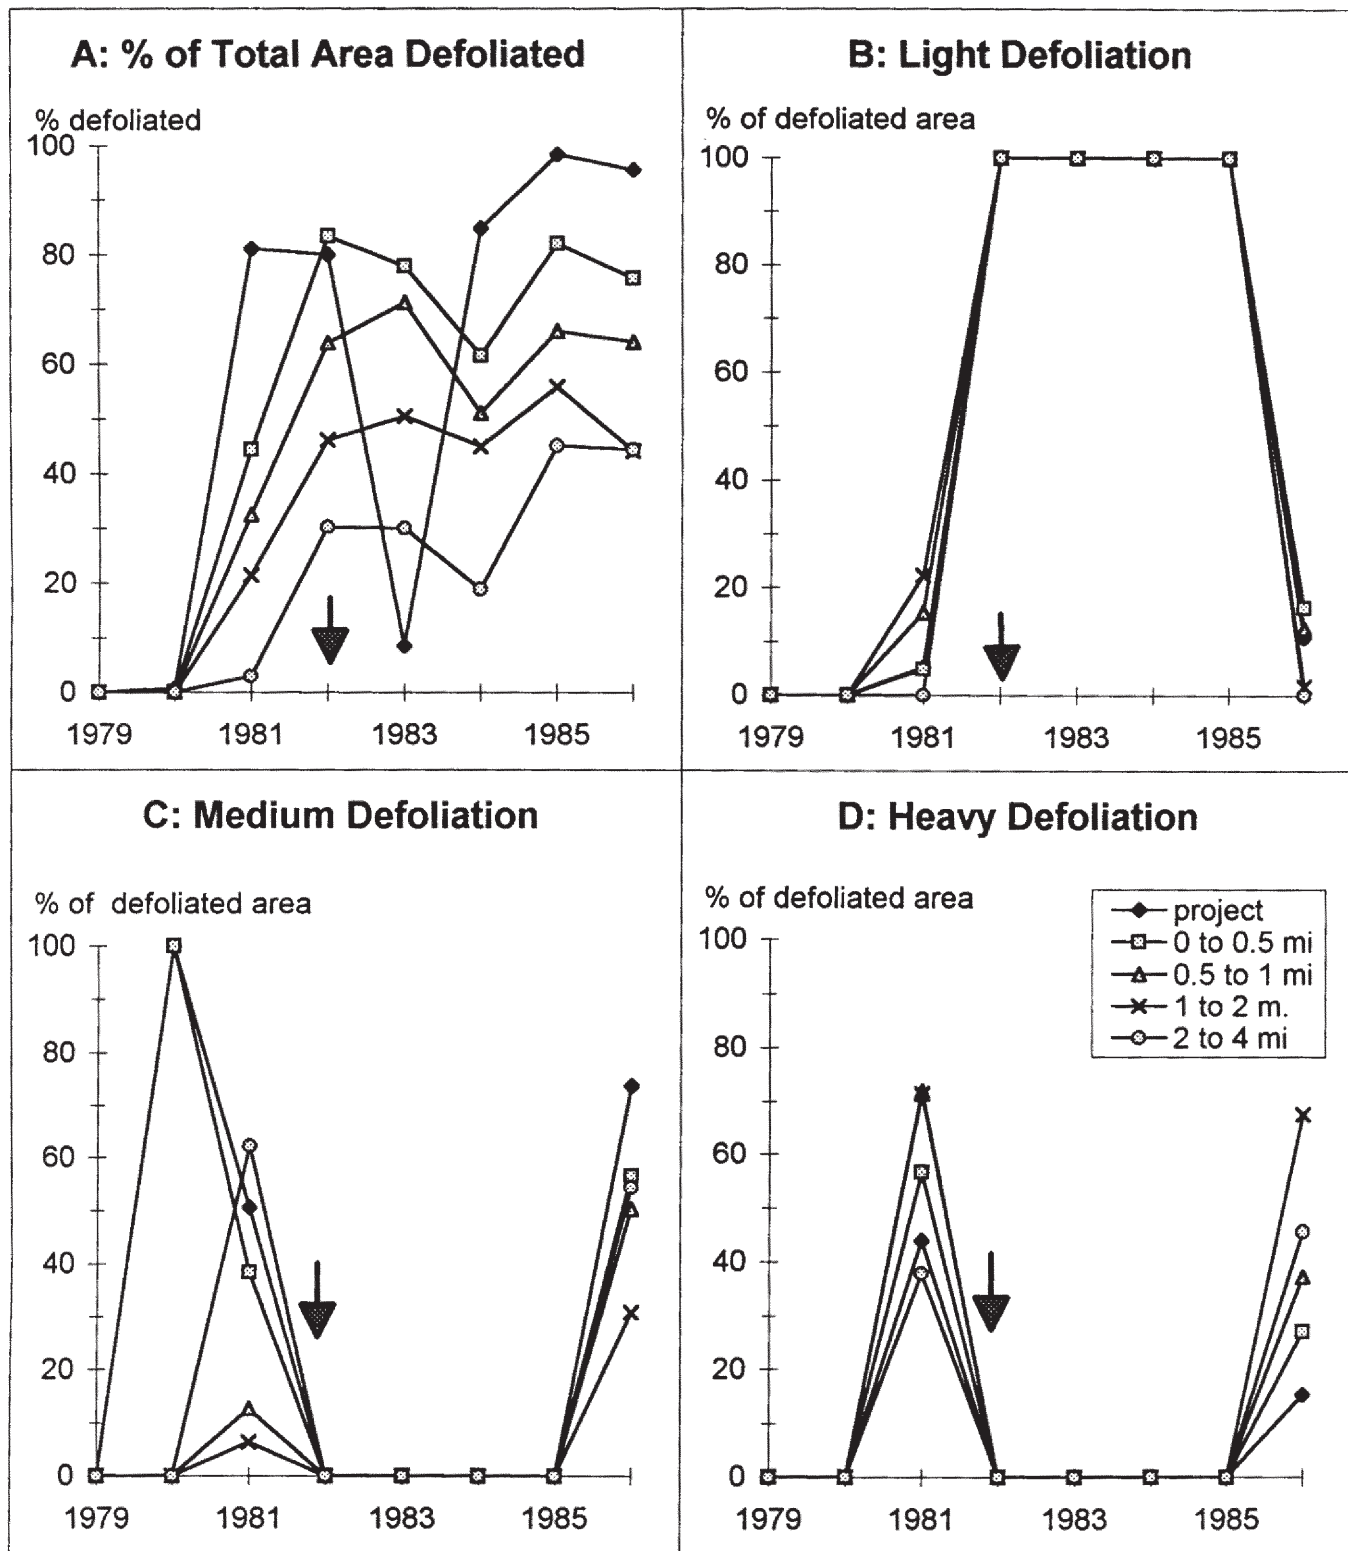 A: % of Total Area Defoliated
% defoliated
100
80
60
40
20
0
1979 1981 1983 1985
B: Light Defoliation
% of defoliated area
100
80
60
40
20
0
1979 1981 1983 1985
C: Medium Defoliation
% of defoliated area
100
80
60
40
20
0
1979 1981 1983 1985
D: Heavy Defoliation
% of defoliated area
100
80
60
40
20
0
1979 1981 1983 1985
project
0 to 0.5 mi
0.5 to 1 mi
1 to 2 m.
2 to 4 mi